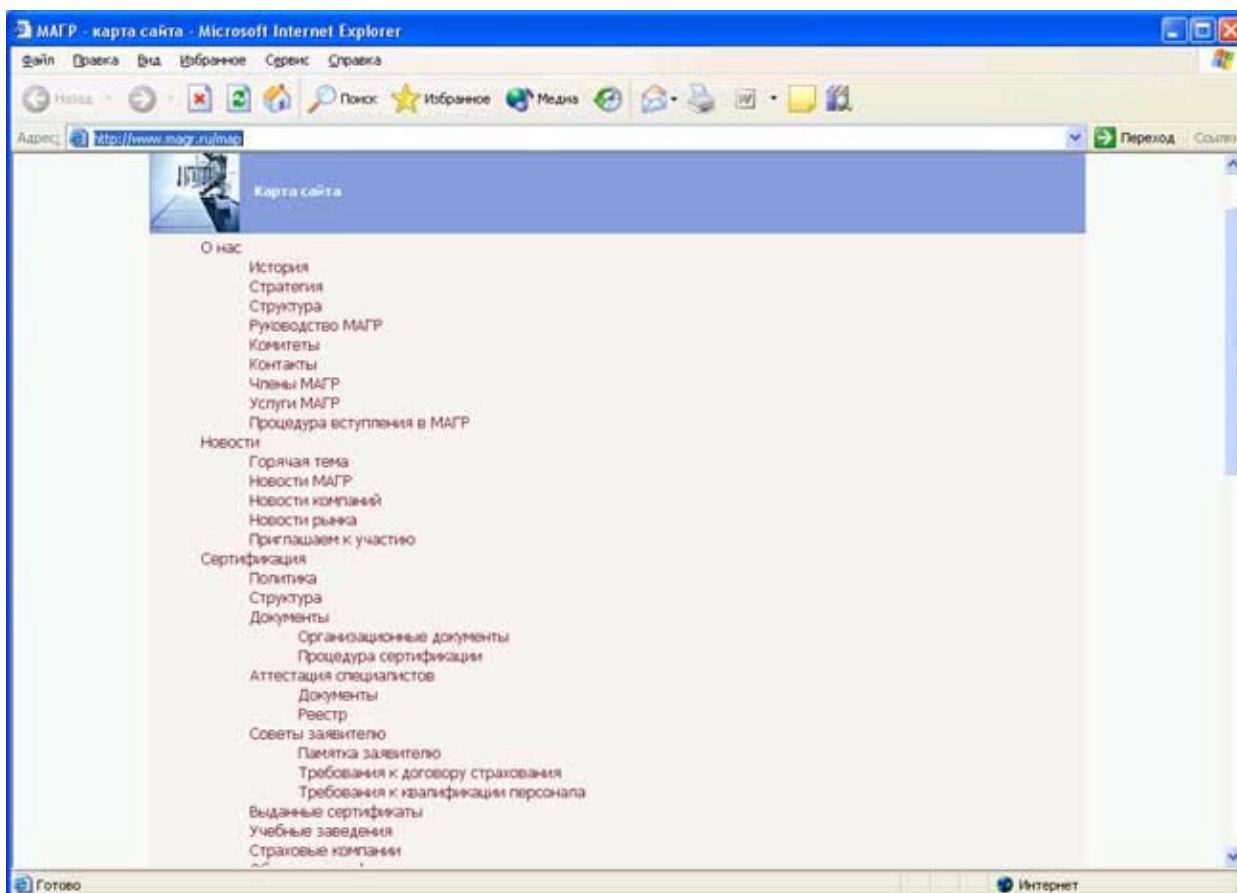 МАГР - карта сайта - Microsoft Internet Explorer
Файл Правка Вид Избранное Сервис Справка
Назад Поиск Избранное Медиа
Адрес: http://www.magr.ru/map Переход
Карта сайта
О нас
История
Стратегия
Структура
Руководство МАГР
Комитеты
Контакты
Члены МАГР
Услуги МАГР
Процедура вступления в МАГР
Новости
Горячая тема
Новости МАГР
Новости компаний
Новости рынка
Приглашаем к участию
Сертификация
Политика
Структура
Документы
Организационные документы
Процедура сертификации
Аттестация специалистов
Документы
Реестр
Советы заявителю
Памятка заявителю
Требования к договору страхования
Требования к квалификации персонала
Выданные сертификаты
Учебные заведения
Страховые компании
Готово Интернет